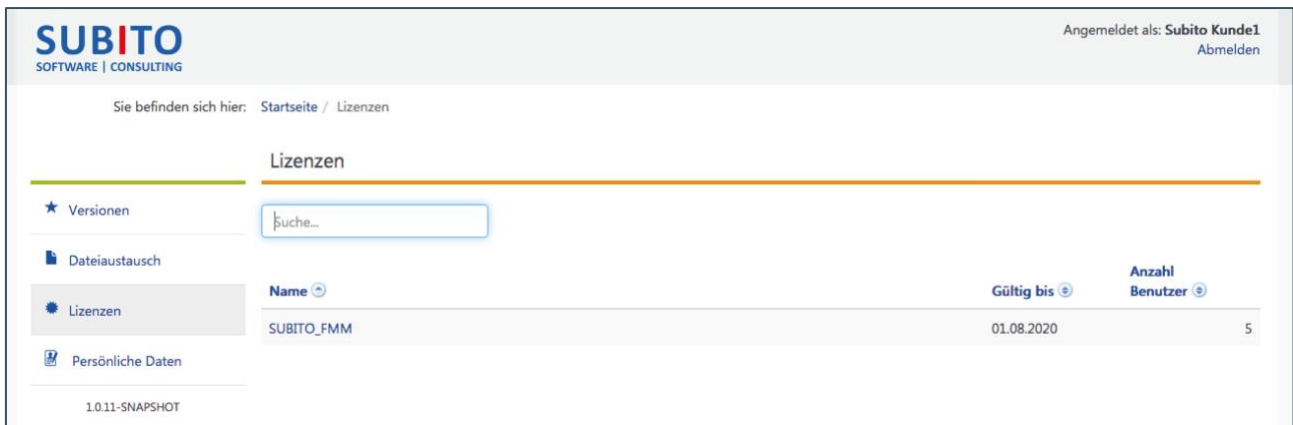 SUBITO
SOFTWARE | CONSULTING
Angemeldet als: Subito Kunde1
Abmelden
Sie befinden sich hier: Startseite / Lizenzen
Lizenzen
Versionen
Dateiaustausch
Lizenzen
Persönliche Daten
1.0.11-SNAPSHOT
Suche...
Name Gültig bis Anzahl Benutzer
SUBITO_FMM 01.08.2020 5